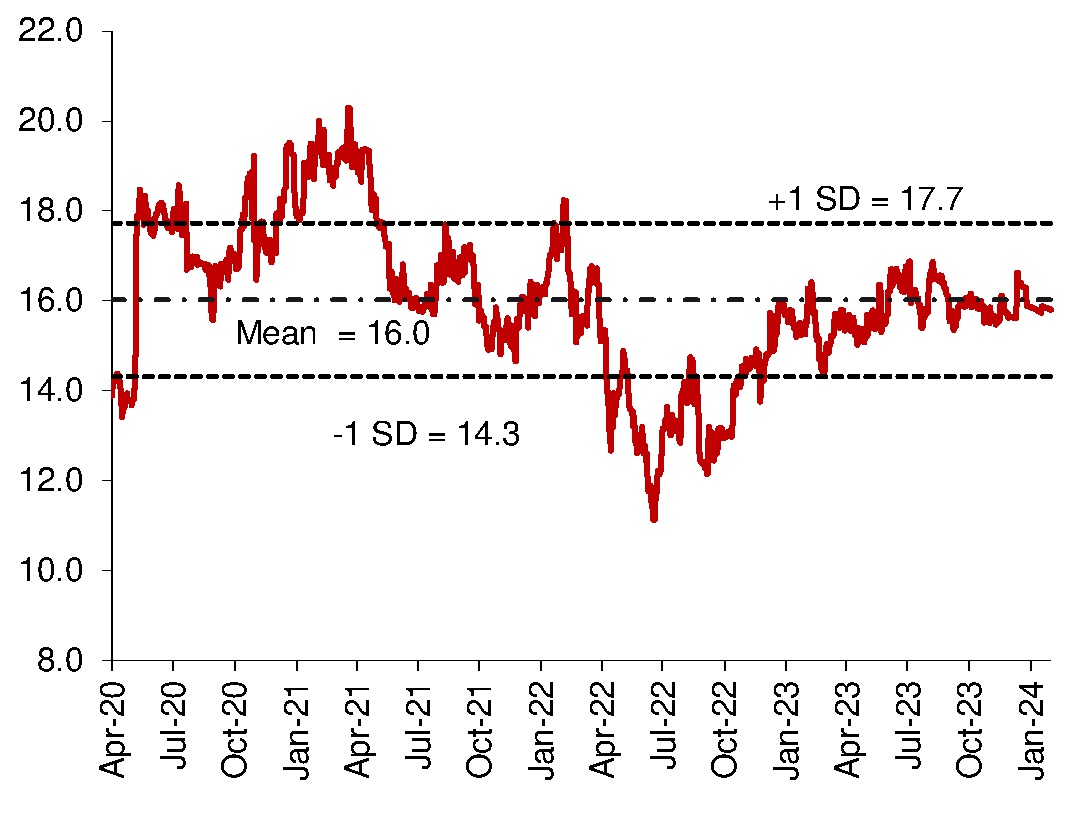 22.0
20.0
18.0
16.0
14.0
12.0
10.0
8.0
+1 SD = 17.7
Mean = 16.0
-1 SD = 14.3
Apr-20
Jul-20
Oct-20
Jan-21
Apr-21
Jul-21
Oct-21
Jan-22
Apr-22
Jul-22
Oct-22
Jan-23
Apr-23
Jul-23
Oct-23
Jan-24